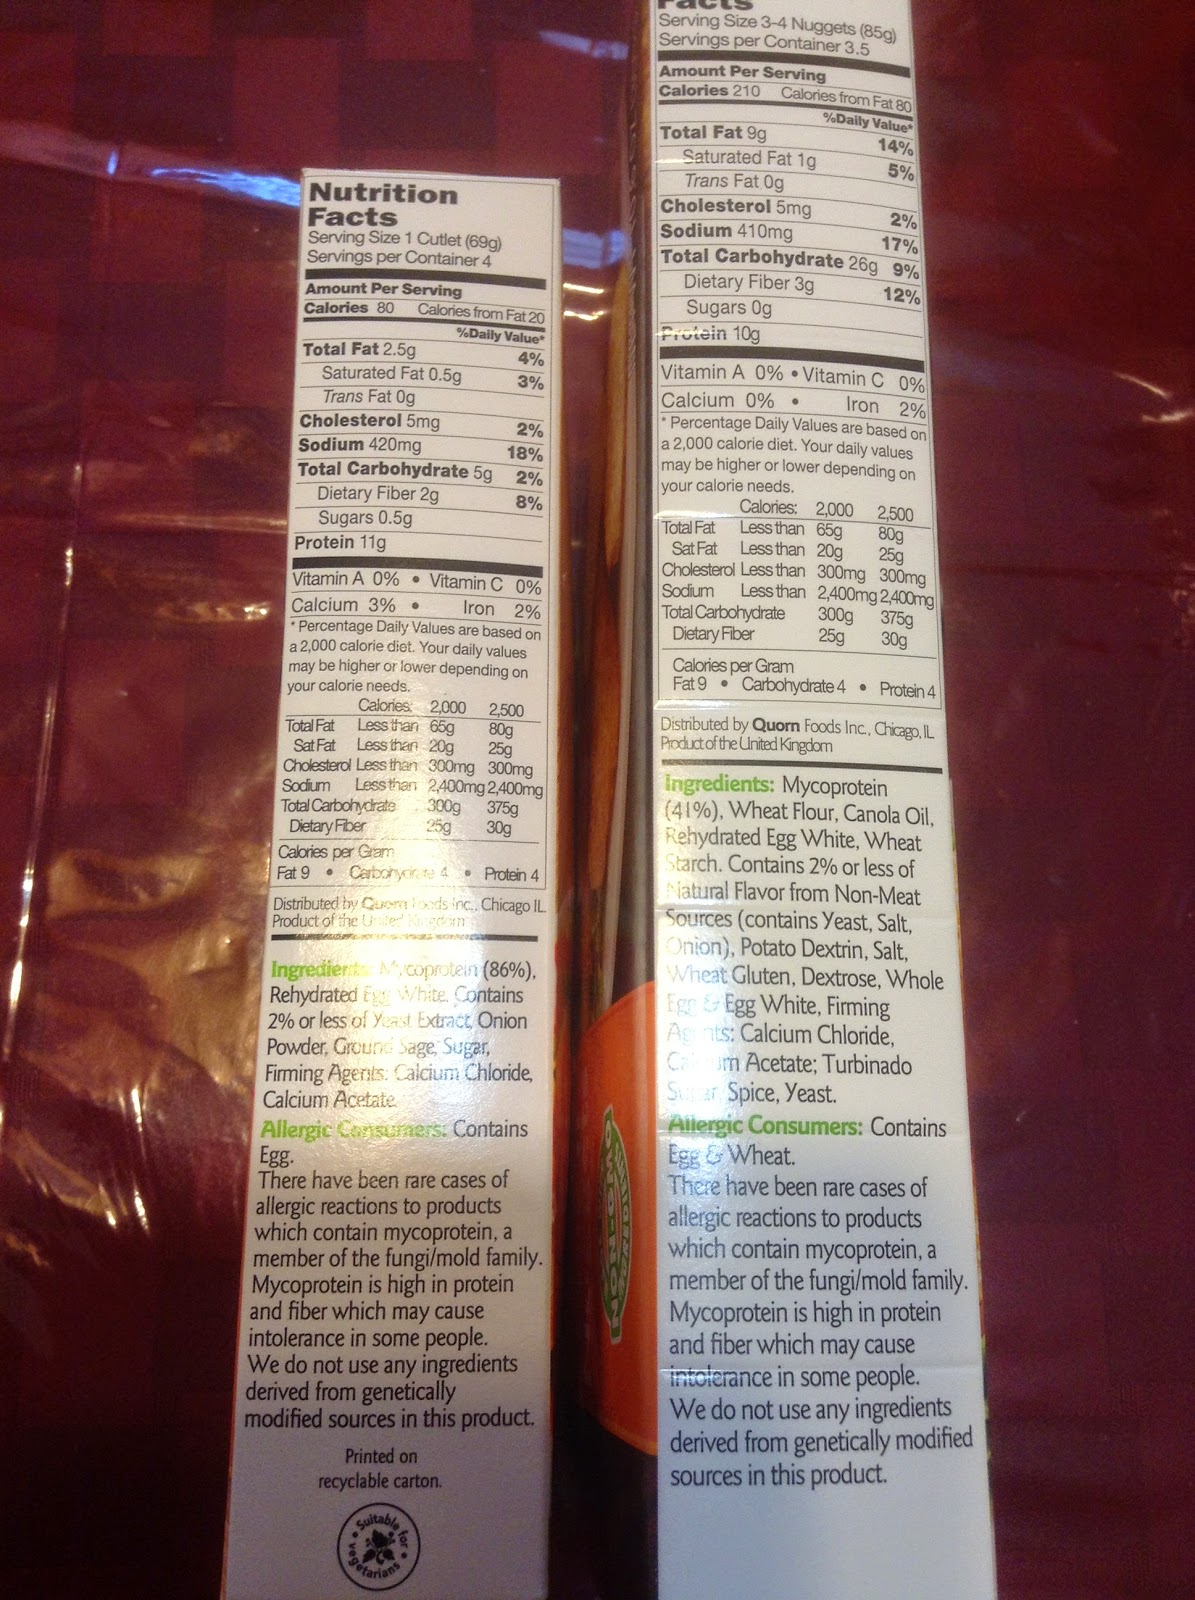 Nutrition
Facts
Serving Size 1 Cutlet (69g)
Servings per Container 4
Amount Per Serving
Calories 80 Calories from Fat 20
%Daily Value*
Total Fat 2.5g 4%
Saturated Fat 0.5g 3%
Trans Fat 0g
Cholesterol 5mg 2%
Sodium 420mg 18%
Total Carbohydrate 5g 2%
Dietary Fiber 2g 8%
Sugars 0.5g
Protein 11g
Vitamin A 0% • Vitamin C 0%
Calcium 3% • Iron 2%
* Percentage Daily Values are based on
a 2,000 calorie diet. Your daily values
may be higher or lower depending on
your calorie needs.
Calories: 2,000 2,500
Total Fat Less than 65g 80g
Sat Fat Less than 20g 25g
Cholesterol Less than 300mg 300mg
Sodium Less than 2,400mg 2,400mg
Total Carbohydrate 300g 375g
Dietary Fiber 25g 30g
Calories per Gram
Fat 9 • Carbohydrate 4 • Protein 4
Distributed by Quorn Foods Inc., Chicago IL
Product of the United Kingdom
Ingredients: Mycoprotein (86%),
Rehydrated Egg White. Contains
2% or less of Yeast Extract, Onion
Powder, Ground Sage, Sugar,
Firming Agents: Calcium Chloride,
Calcium Acetate
Allergic Consumers: Contains
Egg.
There have been rare cases of
allergic reactions to products
which contain mycoprotein, a
member of the fungi/mold family.
Mycoprotein is high in protein
and fiber which may cause
intolerance in some people.
We do not use any ingredients
derived from genetically
modified sources in this product.
Printed on
recyclable carton.
• Suitable for • vegetarians
Facts
Serving Size 3-4 Nuggets (85g)
Servings per Container 3.5
Amount Per Serving
Calories 210 Calories from Fat 80
%Daily Value*
Total Fat 9g 14%
Saturated Fat 1g 5%
Trans Fat 0g
Cholesterol 5mg 2%
Sodium 410mg 17%
Total Carbohydrate 26g 9%
Dietary Fiber 3g 12%
Sugars 0g
Protein 10g
Vitamin A 0% • Vitamin C 0%
Calcium 0% • Iron 2%
* Percentage Daily Values are based on
a 2,000 calorie diet. Your daily values
may be higher or lower depending on
your calorie needs.
Calories: 2,000 2,500
Total Fat Less than 65g 80g
Sat Fat Less than 20g 25g
Cholesterol Less than 300mg 300mg
Sodium Less than 2,400mg 2,400mg
Total Carbohydrate 300g 375g
Dietary Fiber 25g 30g
Calories per Gram
Fat 9 • Carbohydrate 4 • Protein 4
Distributed by Quorn Foods Inc., Chicago, IL
Product of the United Kingdom
Ingredients: Mycoprotein
(41%), Wheat Flour, Canola Oil,
Rehydrated Egg White, Wheat
Starch. Contains 2% or less of
Natural Flavor from Non-Meat
Sources (contains Yeast, Salt,
Onion), Potato Dextrin, Salt,
Wheat Gluten, Dextrose, Whole
Egg & Egg White, Firming
Agents: Calcium Chloride,
Calcium Acetate; Turbinado
Sugar, Spice, Yeast.
Allergic Consumers: Contains
Egg & Wheat.
There have been rare cases of
allergic reactions to products
which contain mycoprotein, a
member of the fungi/mold family.
Mycoprotein is high in protein
and fiber which may cause
intolerance in some people.
We do not use any ingredients
derived from genetically modified
sources in this product.
NON-GMO